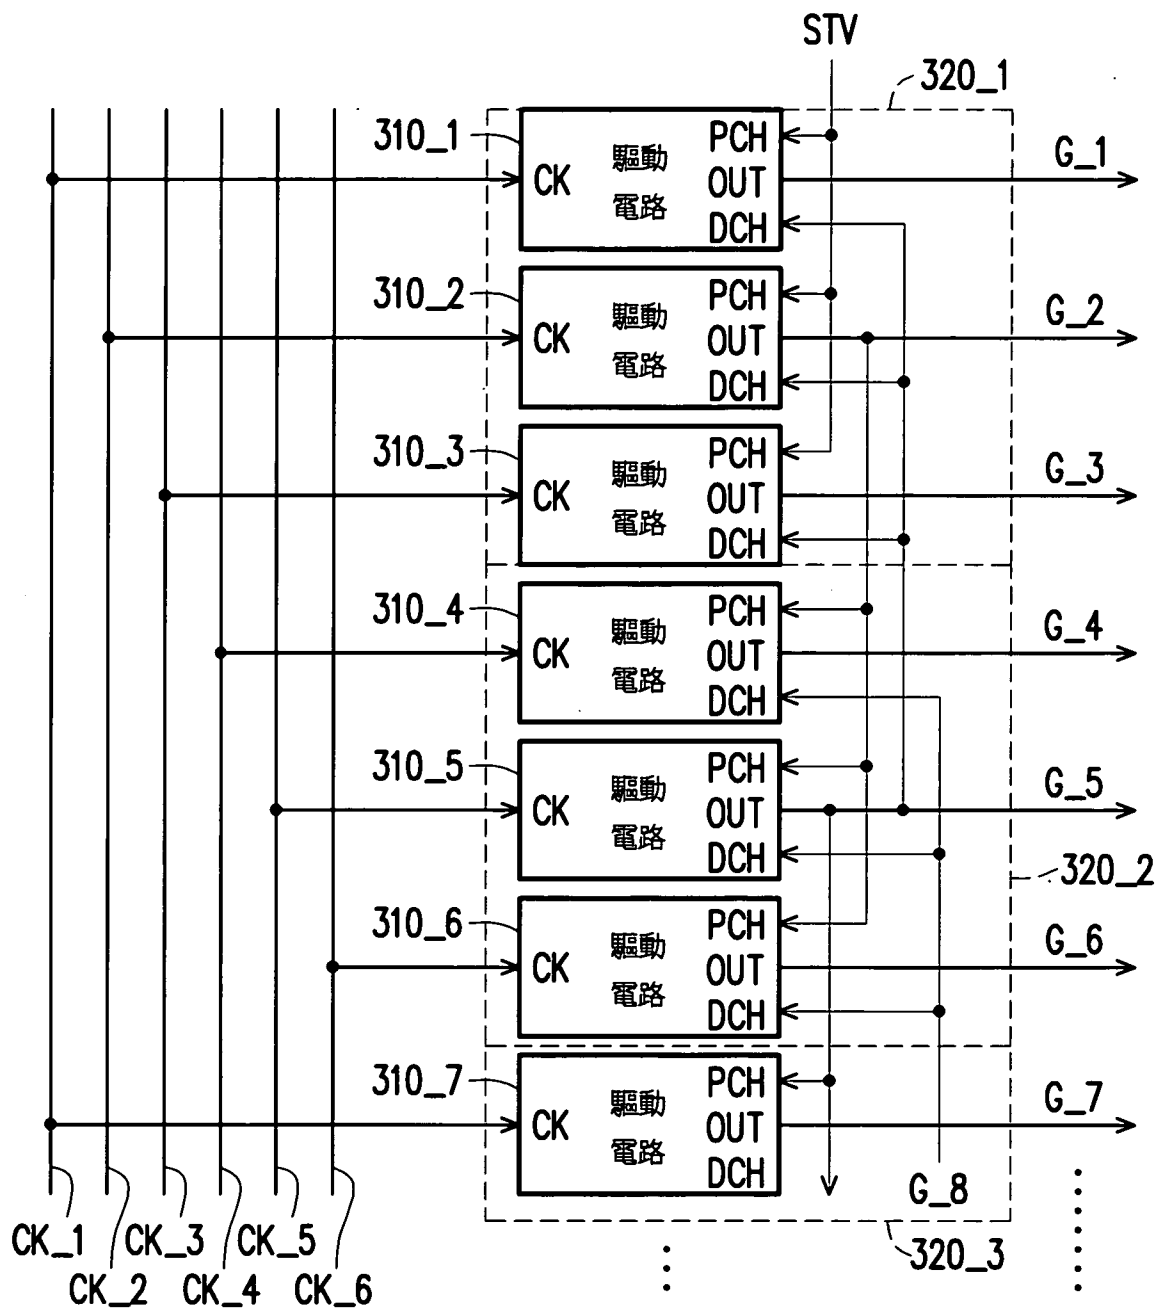 STV
320_1
310_1
CK
驅動
電路
PCH
OUT
DCH
G_1
310_2
CK
驅動
電路
PCH
OUT
DCH
G_2
310_3
CK
驅動
電路
PCH
OUT
DCH
G_3
310_4
CK
驅動
電路
PCH
OUT
DCH
G_4
310_5
CK
驅動
電路
PCH
OUT
DCH
G_5
320_2
310_6
CK
驅動
電路
PCH
OUT
DCH
G_6
310_7
CK
驅動
電路
PCH
OUT
DCH
G_7
G_8
320_3
CK_1
CK_2
CK_3
CK_4
CK_5
CK_6